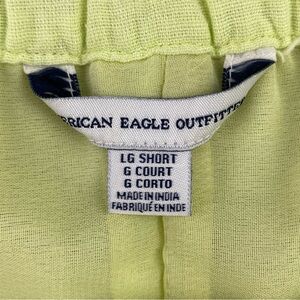 RICAN EAGLE OUTFITTE
LG SHORT
G COURT
G CORTO
MADE IN INDIA
FABRIQUÉ EN INDE